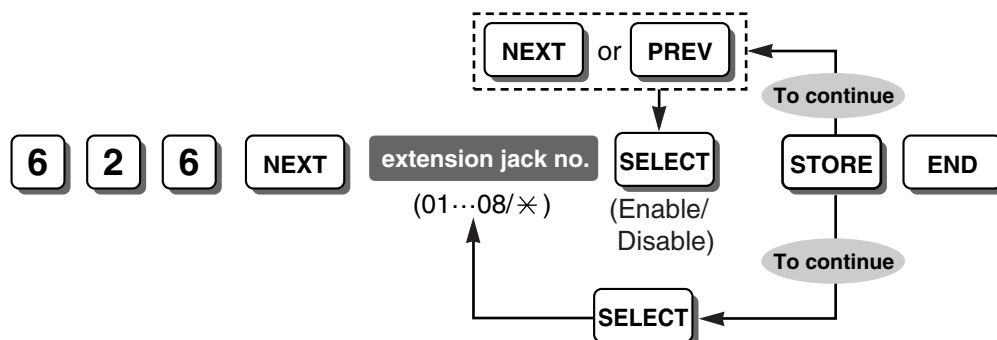 NEXT or PREV
To continue
6 2 6 NEXT extension jack no. SELECT STORE END
(01···08/✳)
(Enable/
Disable)
To continue
SELECT